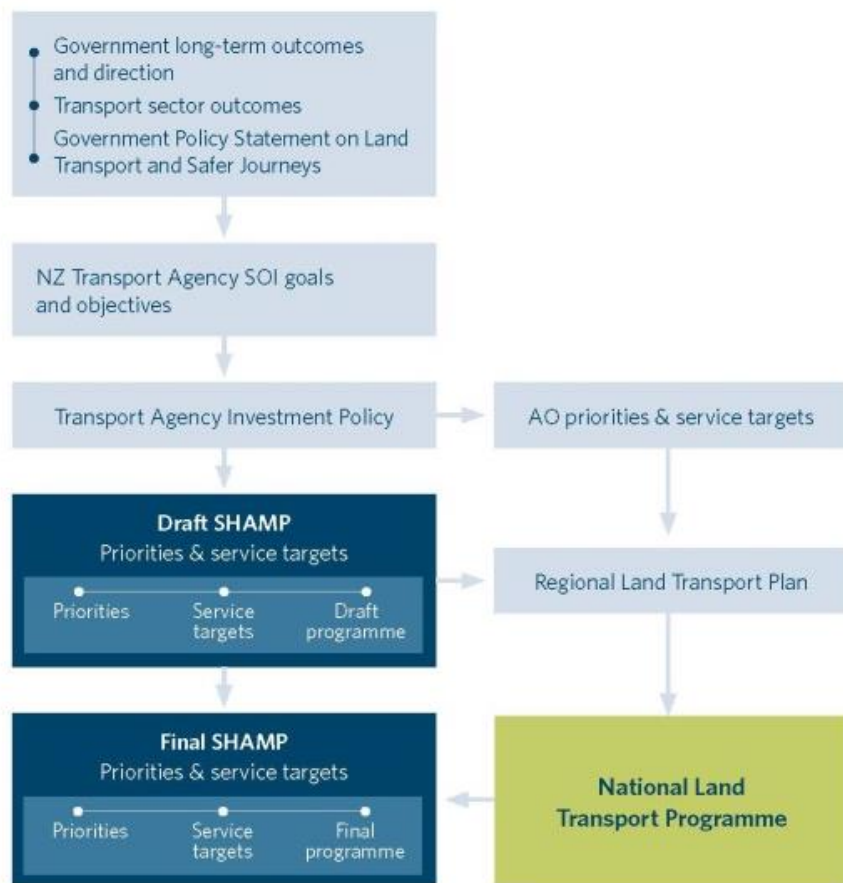 Government long-term outcomes
and direction
Transport sector outcomes
Government Policy Statement on Land
Transport and Safer Journeys
NZ Transport Agency SOI goals
and objectives
Transport Agency Investment Policy
AO priorities & service targets
Draft SHAMP
Priorities & service targets
Priorities
Service
targets
Draft
programme
Regional Land Transport Plan
Final SHAMP
Priorities & service targets
Priorities
Service
targets
Final
programme
National Land
Transport Programme